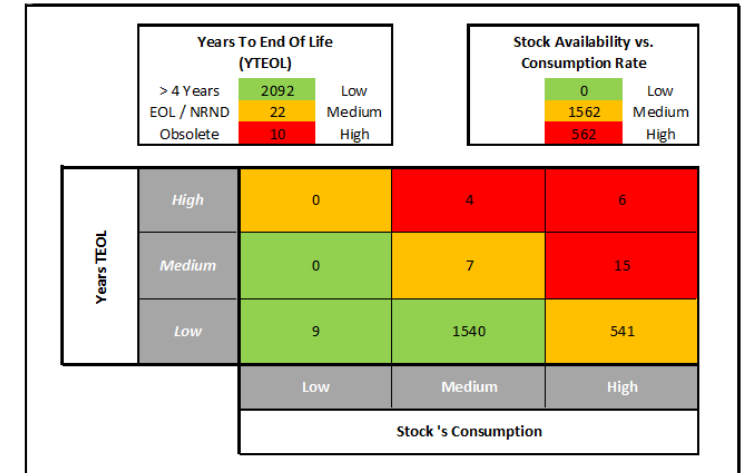 Years To End Of Life
(YTEOL)
> 4 Years 2092 Low
EOL / NRND 22 Medium
Obsolete 10 High
Stock Availability vs.
Consumption Rate
0 Low
1562 Medium
562 High
Years TEOL
High 0 4 6
Medium 0 7 15
Low 9 1540 541
Low Medium High
Stock 's Consumption